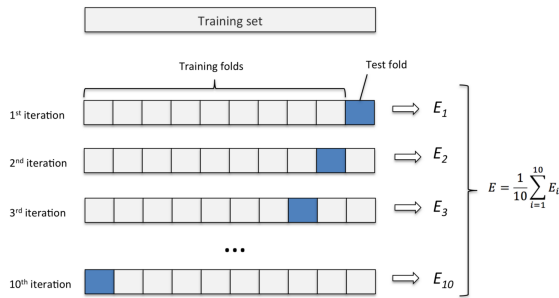 Training set
Training folds
Test fold
1st iteration
E1
2nd iteration
E2
3rd iteration
E3
E = 1/10 ∑ i=1 10 Ei
...
10th iteration
E10